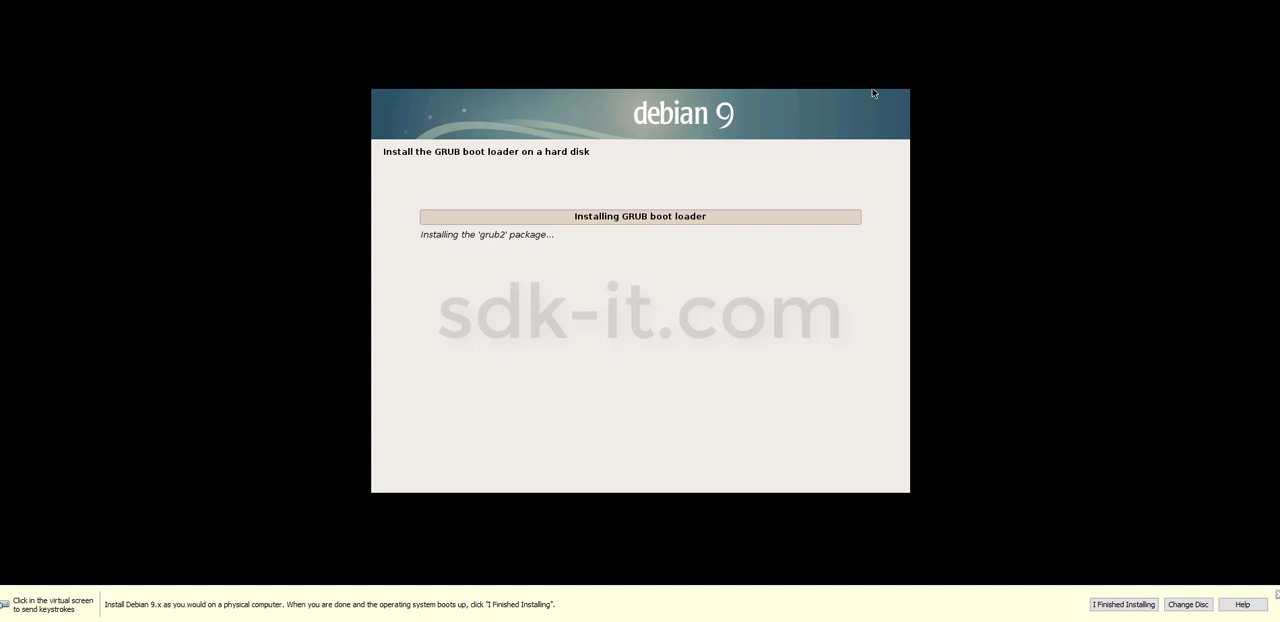 debian 9
Install the GRUB boot loader on a hard disk
Installing GRUB boot loader
Installing the 'grub2' package...
sdk-it.com
Click in the virtual screen
to send keystrokes
Install Debian 9.x as you would on a physical computer. When you are done and the operating system boots up, click "I Finished Installing".
I Finished Installing
Change Disc
Help